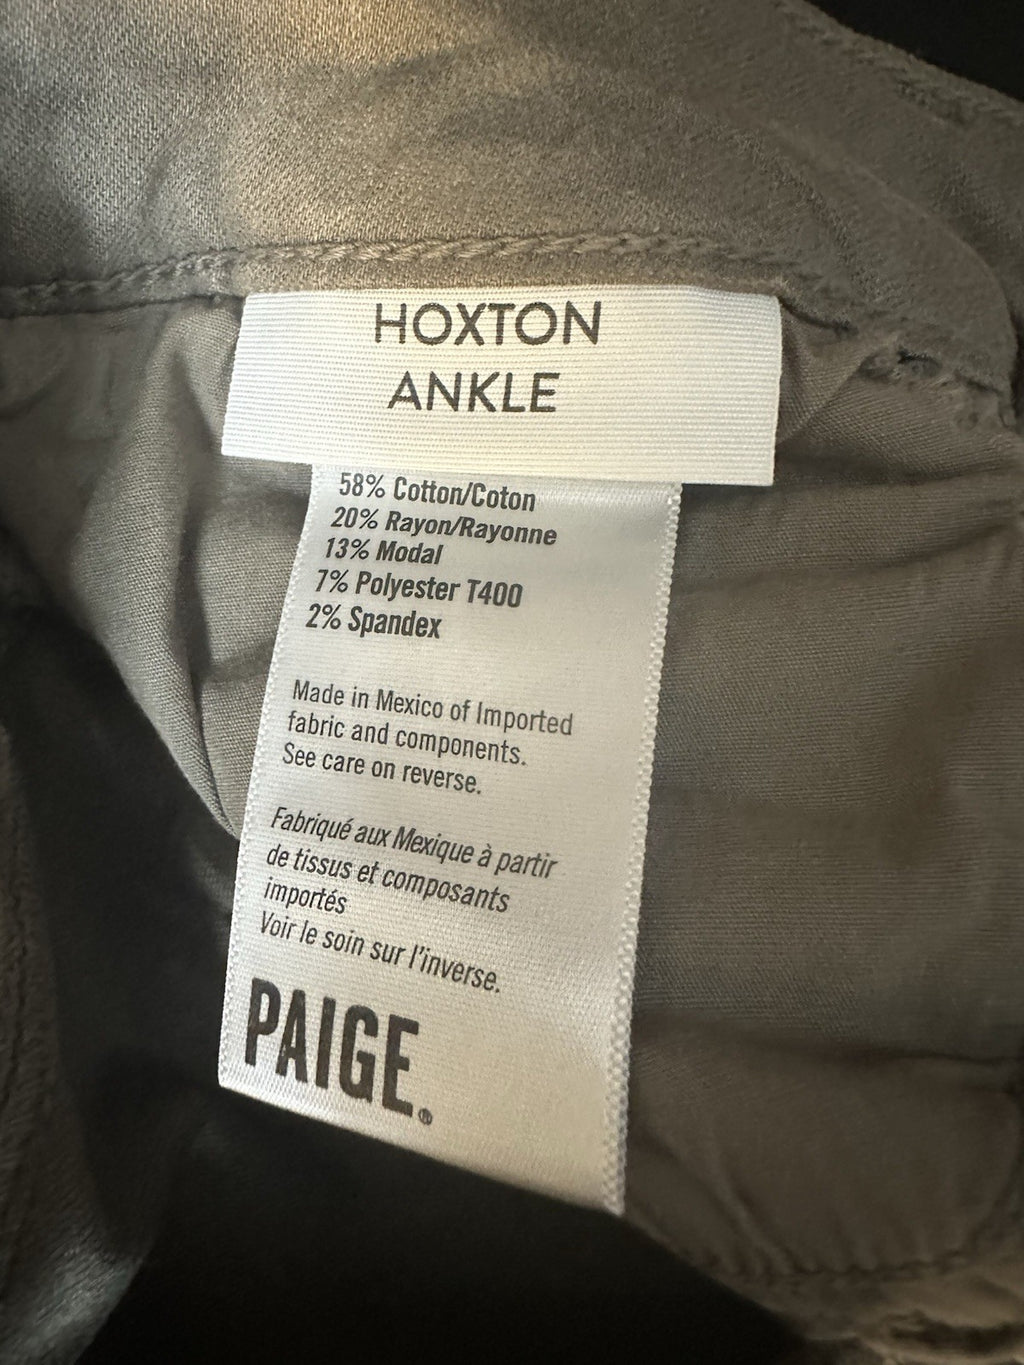 HOXTON
ANKLE
58% Cotton/Coton
20% Rayon/Rayonne
13% Modal
7% Polyester T400
2% Spandex
Made in Mexico of Imported
fabric and components.
See care on reverse.
Fabriqué aux Mexique à partir
de tissus et composants
importés
Voir le soin sur l'inverse.
PAIGE®